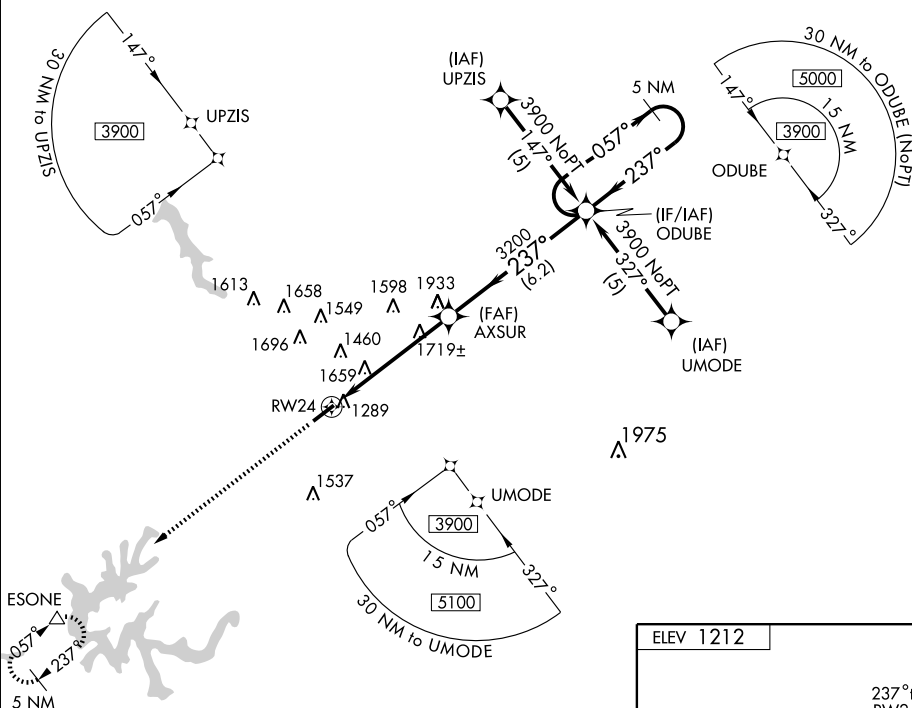 147°
30 NM to UPZIS
3900
UPZIS
057°
(IAF)
UPZIS
3900 NoPT
147°
(5)
5 NM
057°
237°
30 NM to ODUBE (NoPT)
5000
147°
15 NM
3900
ODUBE
327°
(IF/IAF)
ODUBE
3900 NoPT
327°
(5)
(IAF)
UMODE
3200
237°
(6.2)
1613
1658
1549
1598
1933
(FAF)
AXSUR
1696
1460
1719±
1659
RW24
1289
1975
1537
UMODE
057°
3900
15 NM
327°
5100
30 NM to UMODE
ESONE
057°
237°
5 NM
ELEV 1212